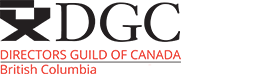 DGC
DIRECTORS GUILD OF CANADA
British Columbia